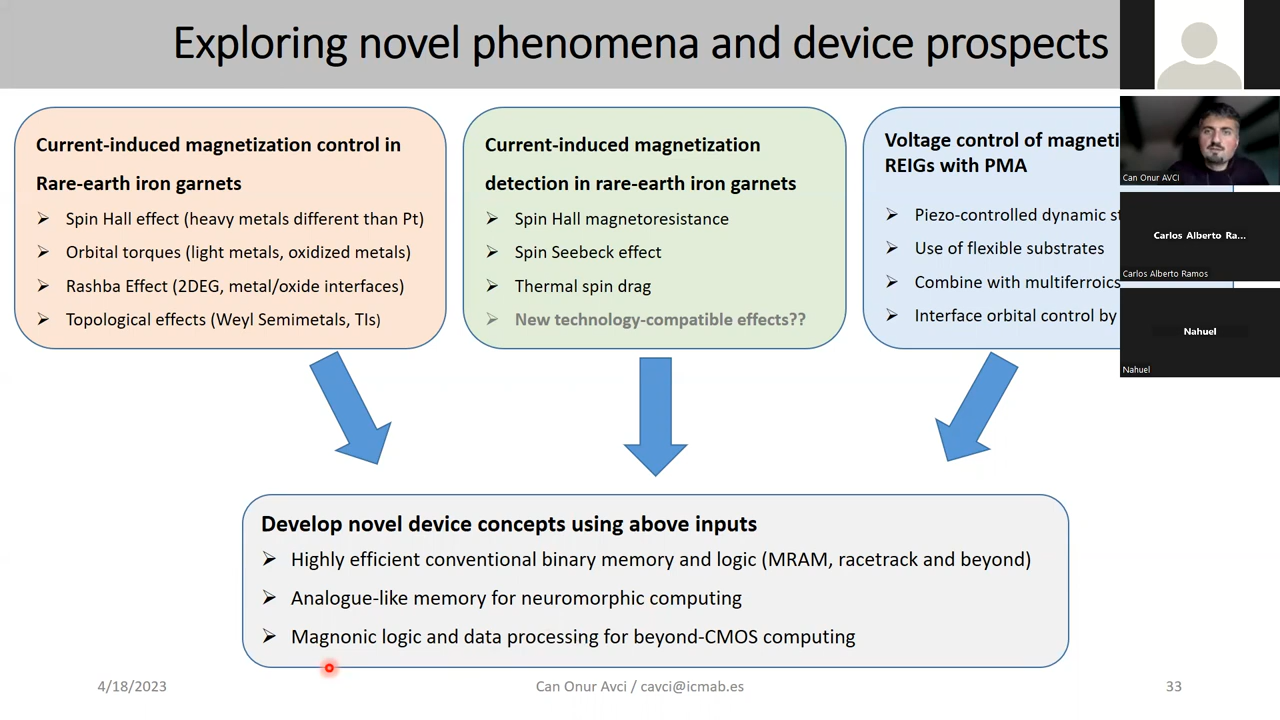 Exploring novel phenomena and device prospects
Current-induced magnetization control in
Rare-earth iron garnets
➢ Spin Hall effect (heavy metals different than Pt)
➢ Orbital torques (light metals, oxidized metals)
➢ Rashba Effect (2DEG, metal/oxide interfaces)
➢ Topological effects (Weyl Semimetals, TIs)
Current-induced magnetization
detection in rare-earth iron garnets
➢ Spin Hall magnetoresistance
➢ Spin Seebeck effect
➢ Thermal spin drag
➢ New technology-compatible effects??
Voltage control of magneti
REIGs with PMA
➢ Piezo-controlled dynamic st
➢ Use of flexible substrates
➢ Combine with multiferroics
➢ Interface orbital control by
Can Onur AVCI
Carlos Alberto Ra...
Carlos Alberto Ramos
Nahuel
Nahuel
Develop novel device concepts using above inputs
➢ Highly efficient conventional binary memory and logic (MRAM, racetrack and beyond)
➢ Analogue-like memory for neuromorphic computing
➢ Magnonic logic and data processing for beyond-CMOS computing
4/18/2023
Can Onur Avci / cavci@icmab.es
33